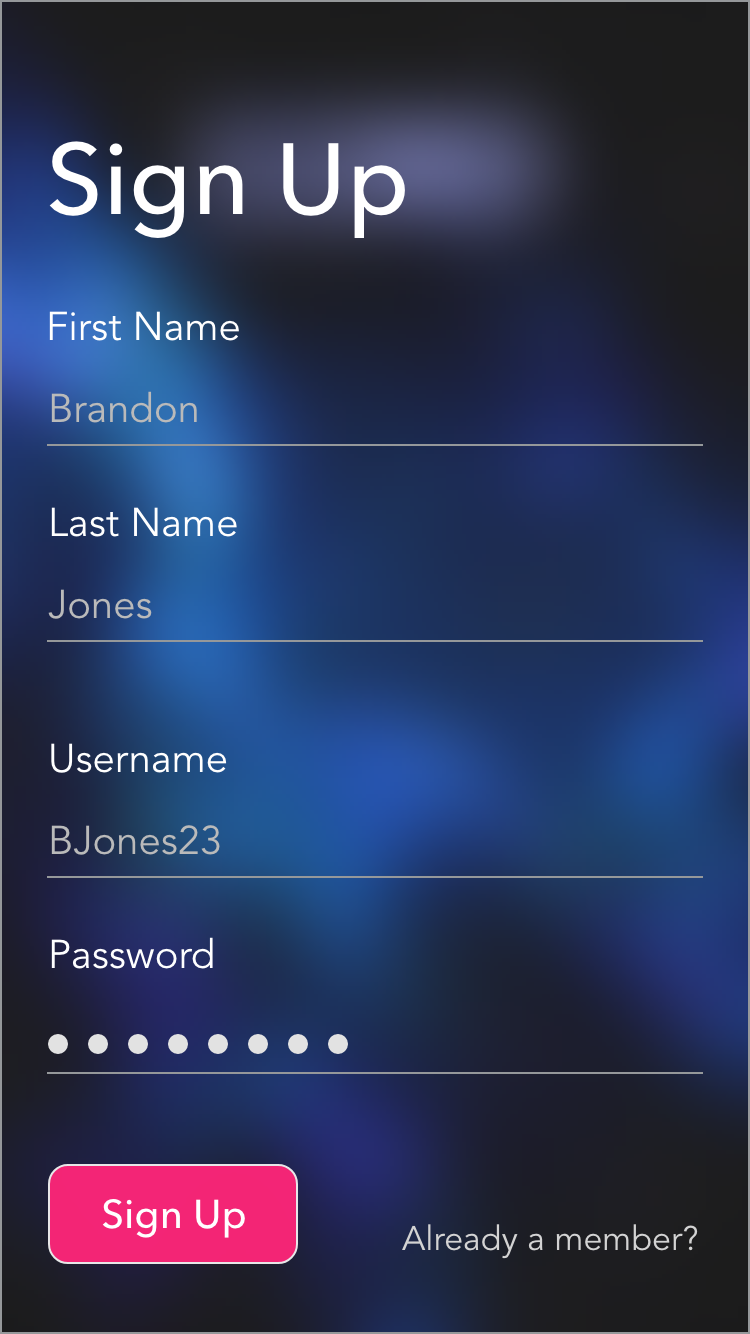 Sign Up
First Name
Brandon
Last Name
Jones
Username
BJones23
Password
Sign Up
Already a member?